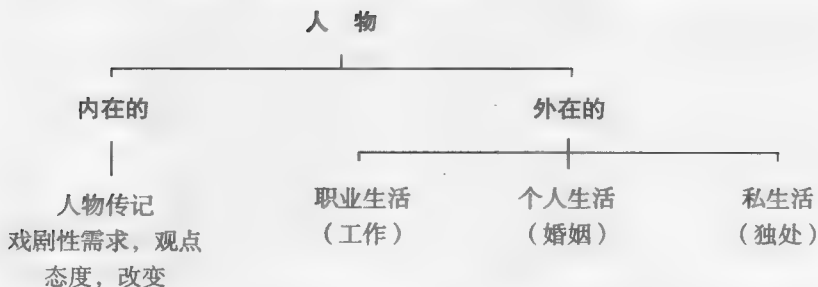 人 物
内在的 外在的
人物传记 职业生活 个人生活 私生活
戏剧性需求，观点 （工作） （婚姻） （独处）
态度，改变